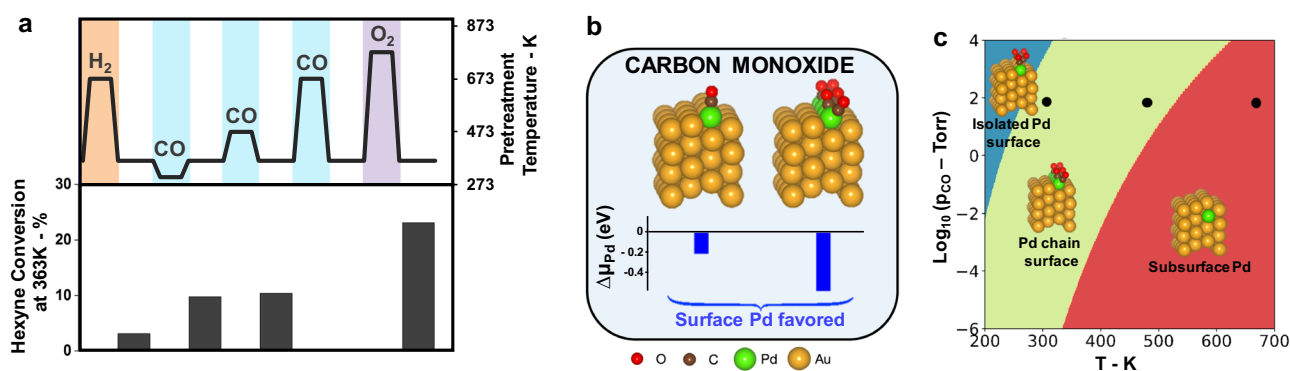 a
H₂
CO
CO
CO
O₂
873
673
473
273
Pretreatment
Temperature - K
30
20
10
0
Hexyne Conversion
at 363K - %
b
CARBON MONOXIDE
0
- 0.2
- 0.4
Δμ_Pd (eV)
Surface Pd favored
O C Pd Au
c
4
2
0
−2
−4
−6
Log₁₀ (p_CO – Torr)
Isolated Pd
surface
Pd chain
surface
Subsurface Pd
200 300 400 500 600 700
T - K